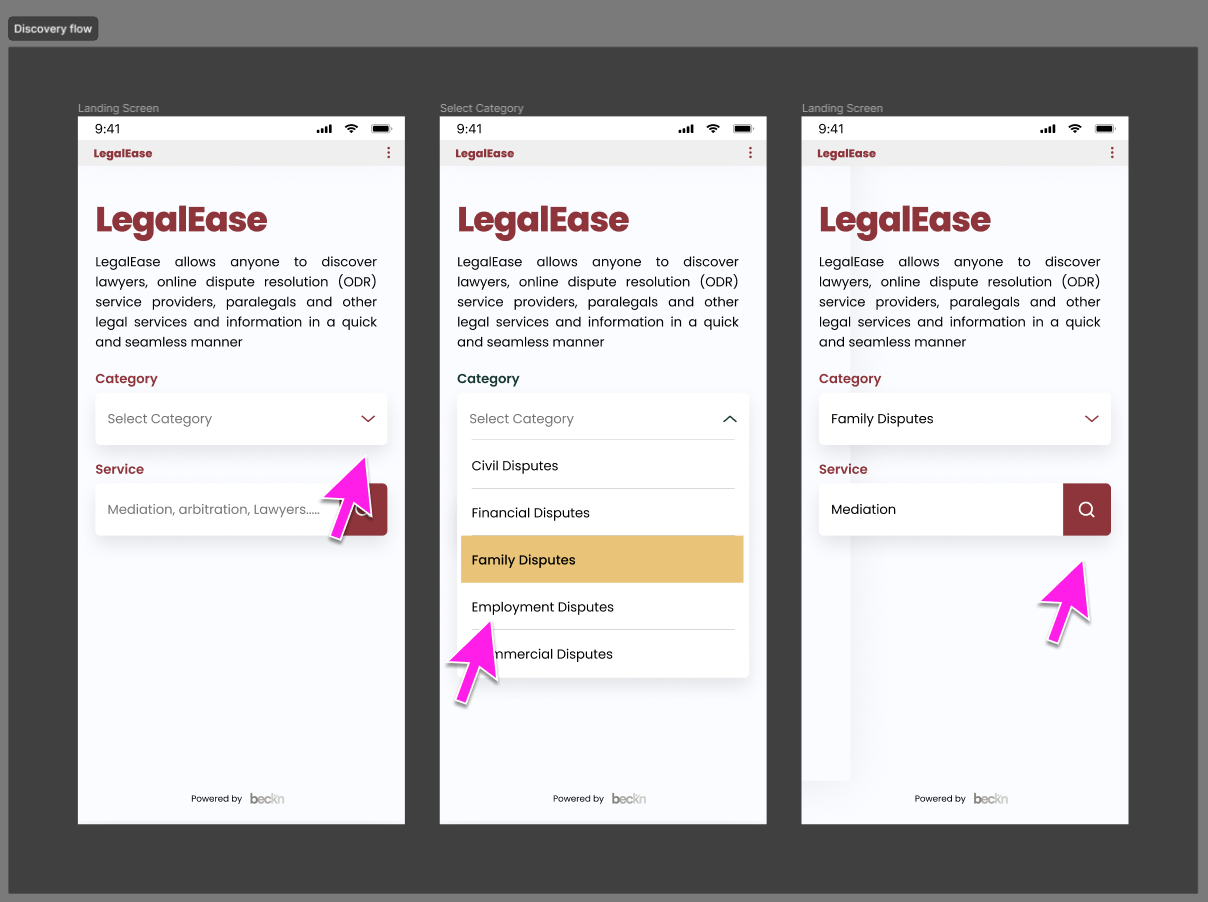 Discovery flow
Landing Screen
9:41
LegalEase
LegalEase
LegalEase allows anyone to discover
lawyers, online dispute resolution (ODR)
service providers, paralegals and other
legal services and information in a quick
and seamless manner
Category
Select Category
Service
Mediation, arbitration, Lawyers.....
Powered by beckn
Select Category
9:41
LegalEase
LegalEase
LegalEase allows anyone to discover
lawyers, online dispute resolution (ODR)
service providers, paralegals and other
legal services and information in a quick
and seamless manner
Category
Select Category
Civil Disputes
Financial Disputes
Family Disputes
Employment Disputes
Disputes
Powered by beckn
Landing Screen
9:41
LegalEase
LegalEase
LegalEase allows anyone to discover
lawyers, online dispute resolution (ODR)
service providers, paralegals and other
legal services and information in a quick
and seamless manner
Category
Family Disputes
Service
Mediation
Powered by beckn